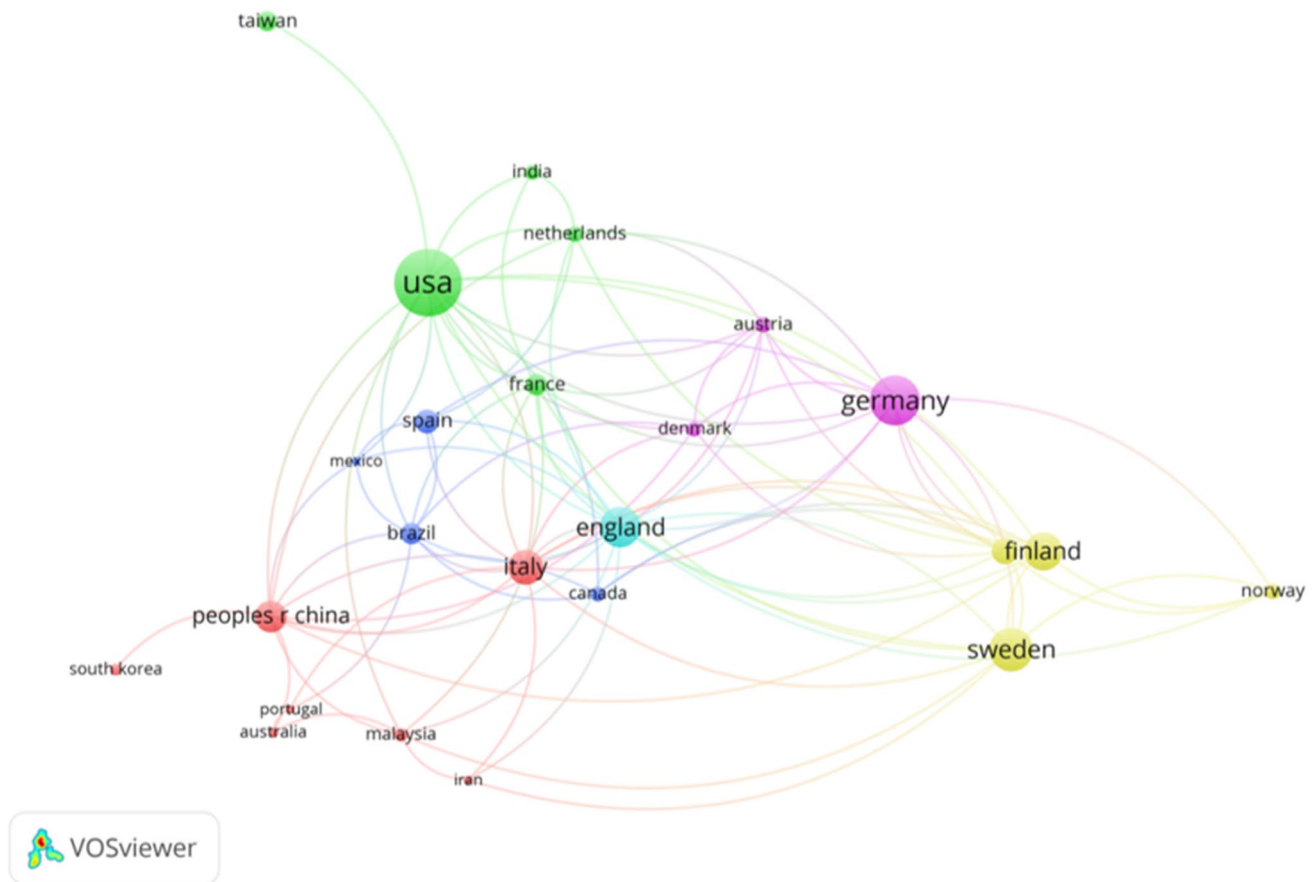 taiwan
india
netherlands
usa
austria
france
germany
spain
denmark
mexico
england
brazil
finland
italy
canada
norway
peoples r china
sweden
south korea
portugal
australia
malaysia
iran
VOSviewer